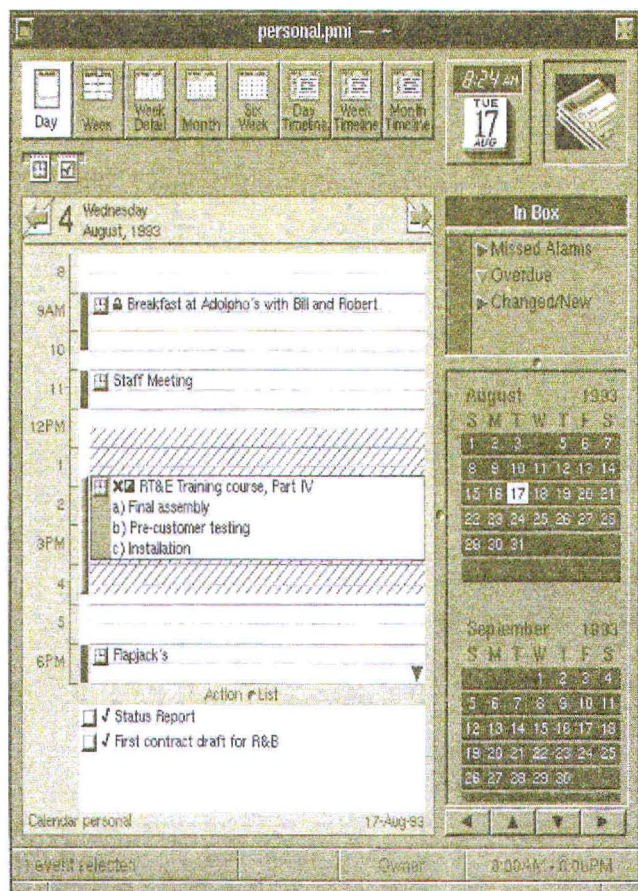 personal.pmi — ~
Day
Week
Week Detail
Month
Six Week
Day Timeline
Week Timeline
Month Timeline
8:24 AM
TUE
17
AUG
4 Wednesday
August, 1993
8
9AM
10
11
12PM
1
2
3PM
4
5
6PM
Breakfast at Adolpho's with Bill and Robert
Staff Meeting
RT&E Training course, Part IV
a) Final assembly
b) Pre-customer testing
c) Installation
Flapjack's
Action List
Status Report
First contract draft for R&B
Calendar personal 17-Aug-93
In Box
Missed Alarms
Overdue
Changed/New
August 1993
S M T W T F S
1 2 3 5 6 7
8 9 10 11 12 13 14
15 16 17 18 19 20 21
22 23 24 25 26 27 28
29 30 31
September 1993
S M T W T F S
1 2 3 4
5 6 7 8 9 10 11
12 13 14 15 16 17 18
19 20 21 22 23 24 25
26 27 28 29 30
1 event selected Owner 8:00AM - 6:00PM